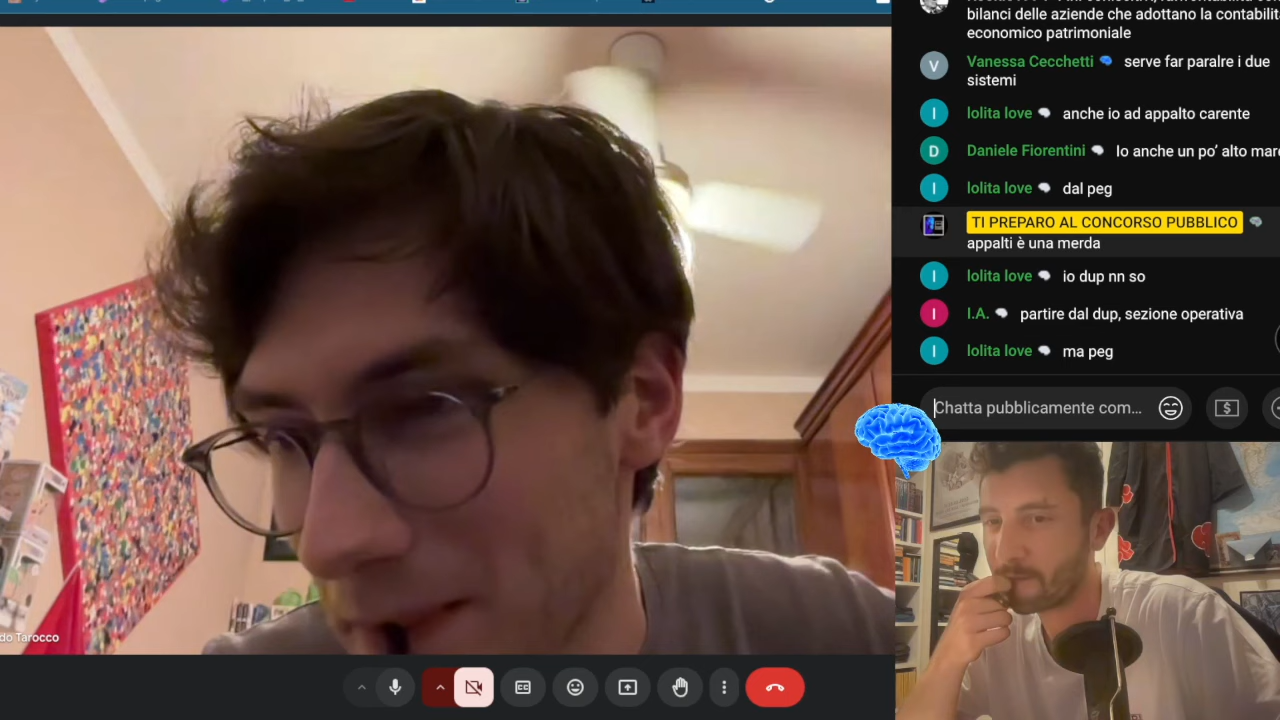 bilanci delle aziende che adottano la contabilit
economico patrimoniale
V Vanessa Cecchetti serve far paralre i due
sistemi
l lolita love anche io ad appalto carente
D Daniele Fiorentini Io anche un po' alto mar
l lolita love dal peg
TI PREPARO AL CONCORSO PUBBLICO
appalti è una merda
l lolita love io dup nn so
I I.A. partire dal dup, sezione operativa
l lolita love ma peg
Chatta pubblicamente com...
do Tarocco